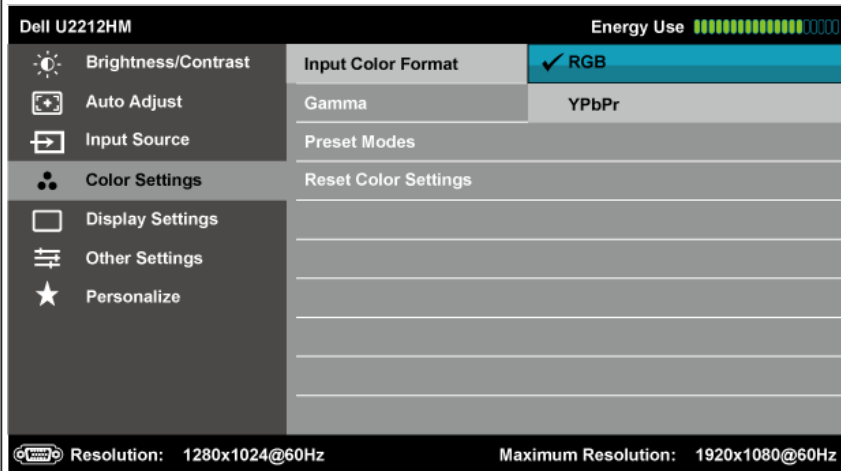 Dell U2212HM Energy Use
Brightness/Contrast Input Color Format RGB
Auto Adjust Gamma YPbPr
Input Source Preset Modes
Color Settings Reset Color Settings
Display Settings
Other Settings
Personalize
Resolution: 1280x1024@60Hz Maximum Resolution: 1920x1080@60Hz